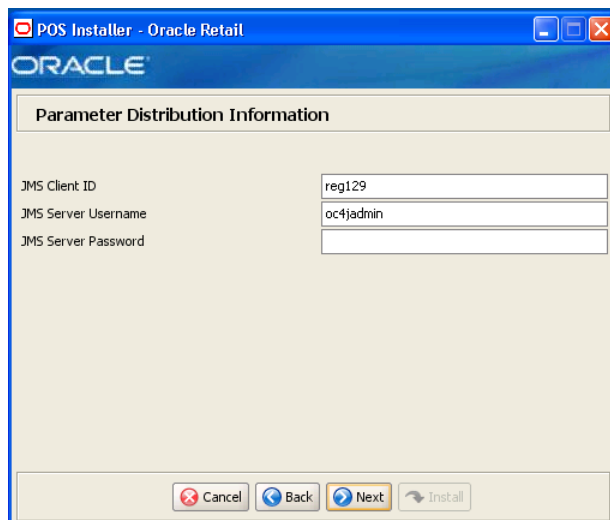 POS Installer - Oracle Retail
ORACLE
Parameter Distribution Information
JMS Client ID
reg129
JMS Server Username
oc4jadmin
JMS Server Password
Cancel
Back
Next
Install